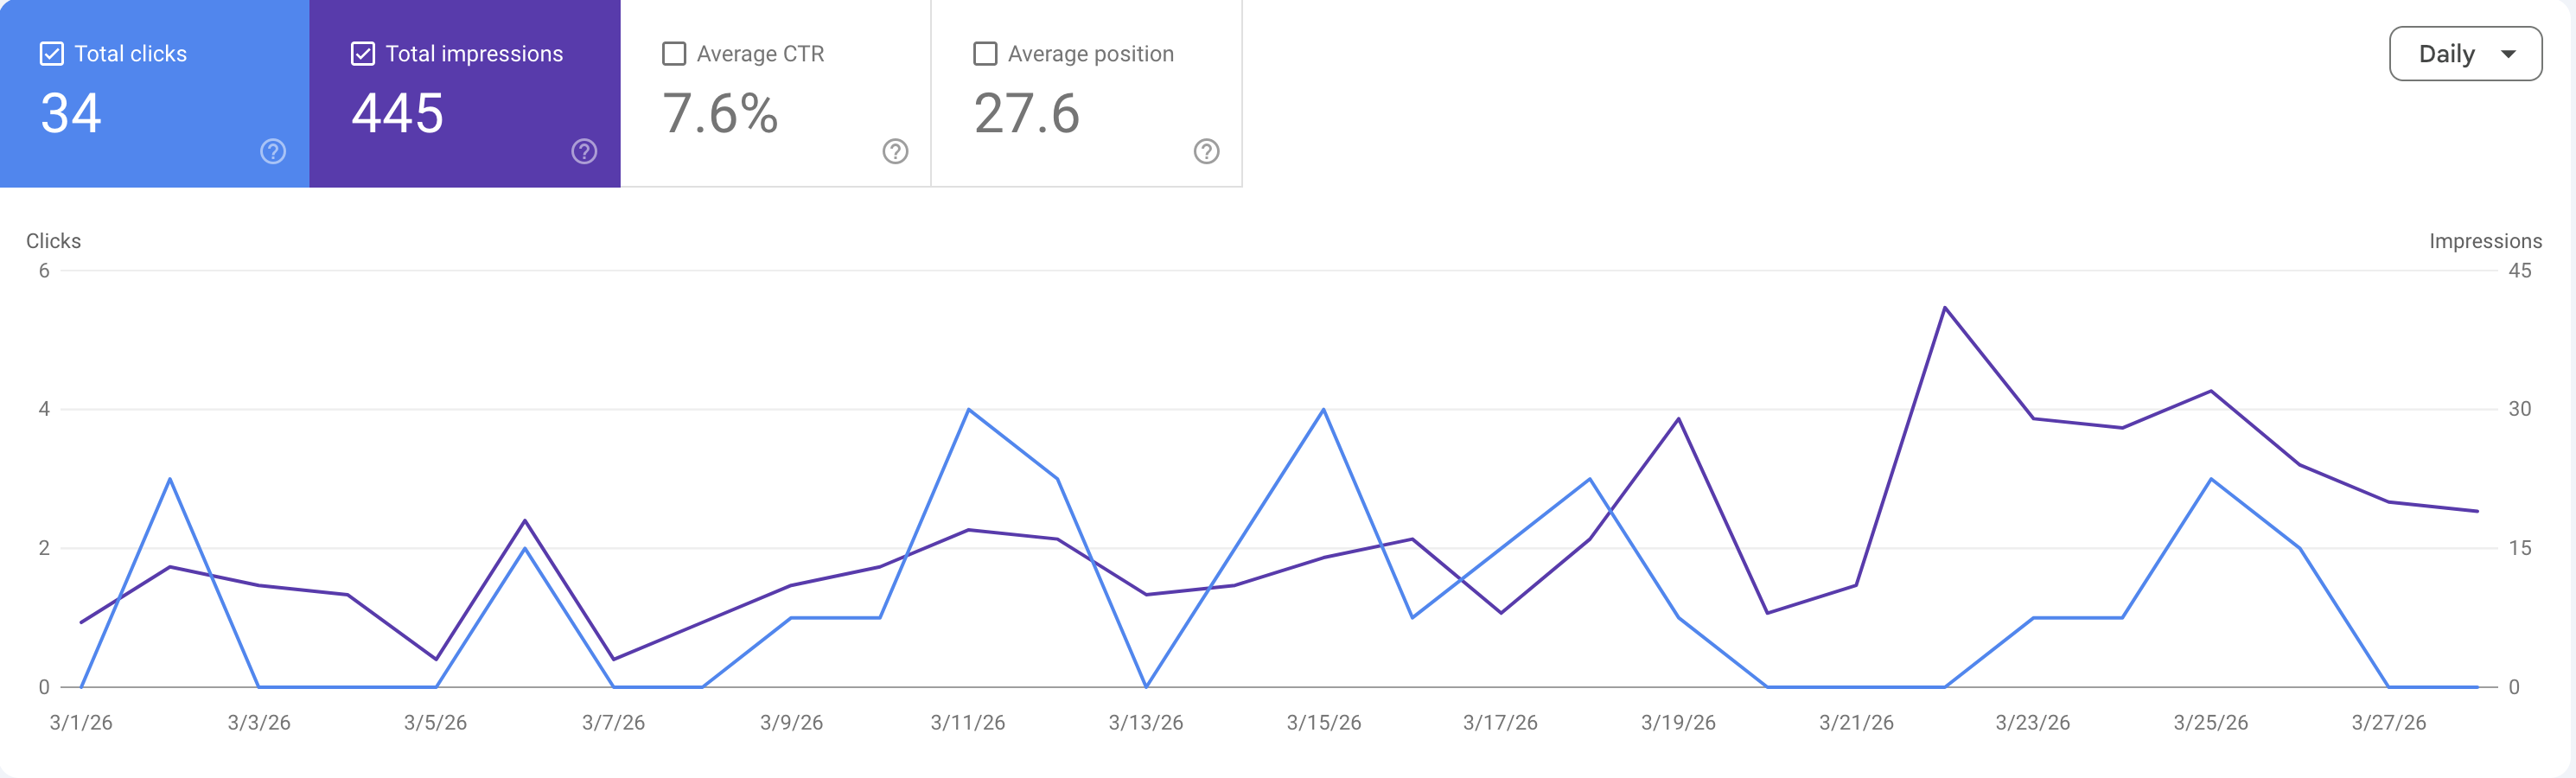 Total clicks
34
Total impressions
445
Average CTR
7.6%
Average position
27.6
Daily
Clicks
Impressions
6
45
4
30
2
15
0
0
3/1/26 3/3/26 3/5/26 3/7/26 3/9/26 3/11/26 3/13/26 3/15/26 3/17/26 3/19/26 3/21/26 3/23/26 3/25/26 3/27/26